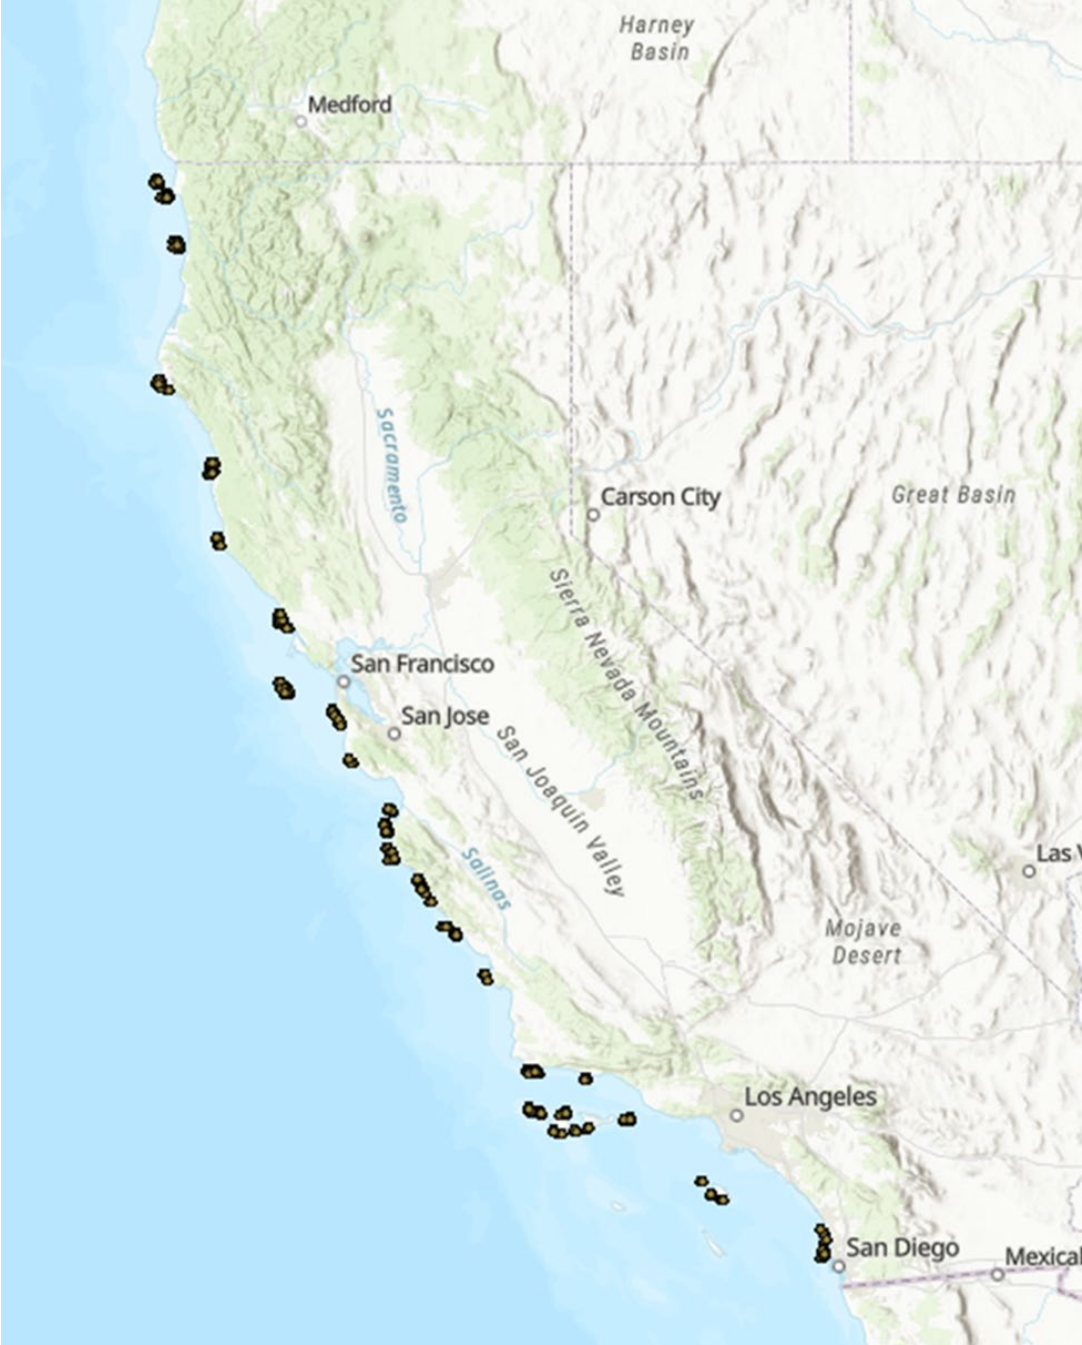 Harney
Basin
Medford
Sacramento
Carson City
Great Basin
Sierra Nevada Mountains
San Francisco
San Jose
San Joaquin Valley
Salinas
Las V
Mojave
Desert
Los Angeles
San Diego
Mexical